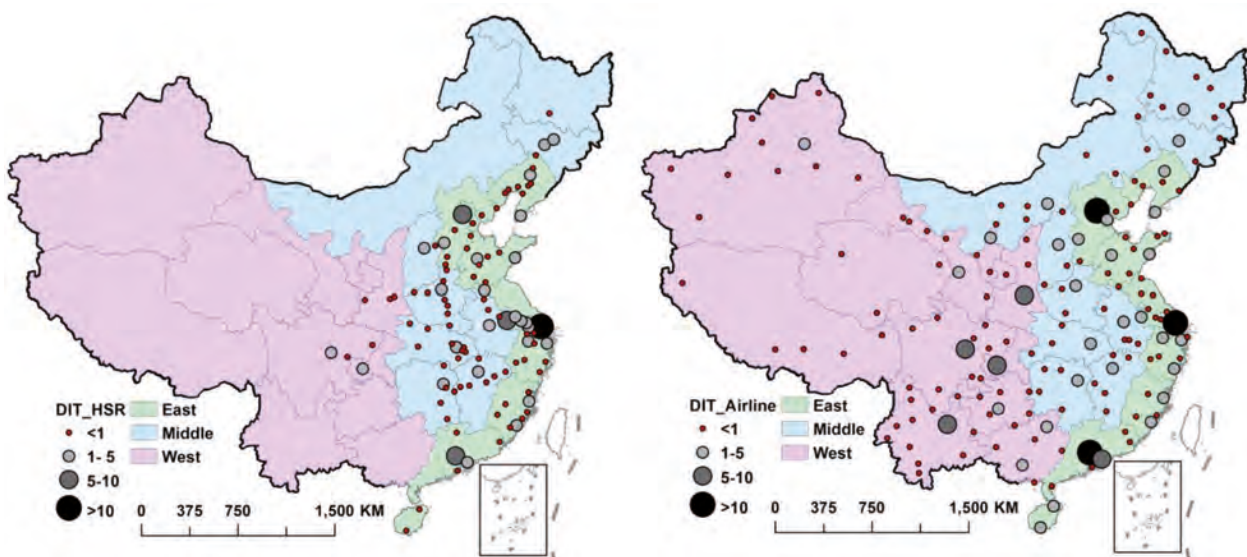 DIT_HSR East
<1 Middle
1-5 West
5-10
>10
0 375 750 1,500 KM
DIT_Airline East
<1 Middle
1-5 West
5-10
>10
0 375 750 1,500 KM